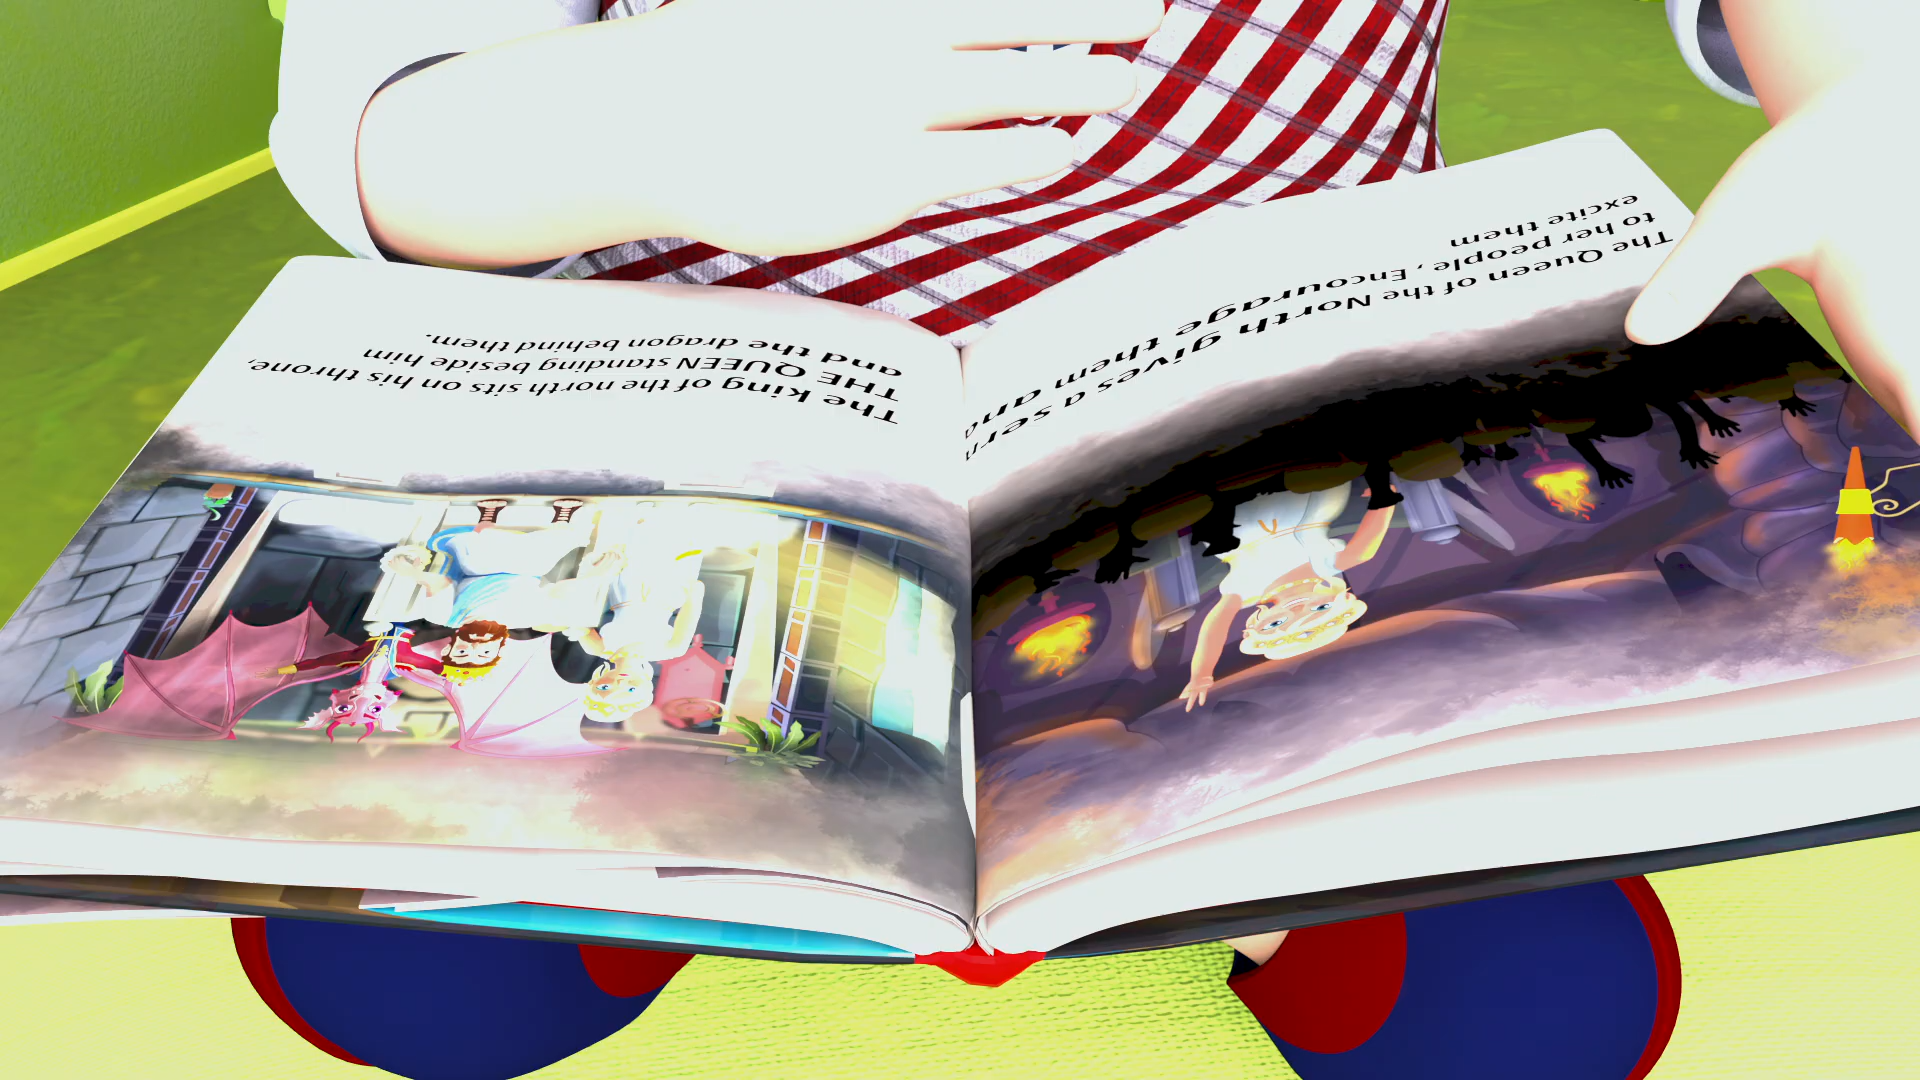 The Queen of the North gives a
to her people , Encourage them and
excite them
The king of the north sits on his throne,
THE QUEEN standing beside him
and the dragon behind them.